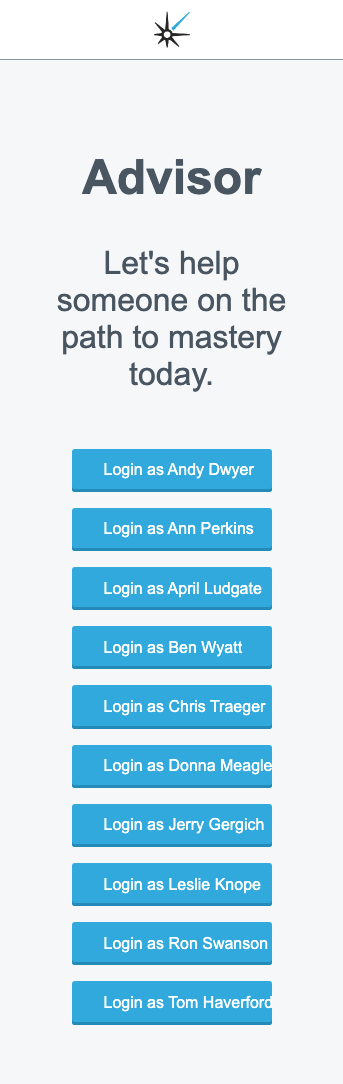 Advisor
Let's help
someone on the
path to mastery
today.
Login as Andy Dwyer
Login as Ann Perkins
Login as April Ludgate
Login as Ben Wyatt
Login as Chris Traeger
Login as Donna Meagle
Login as Jerry Gergich
Login as Leslie Knope
Login as Ron Swanson
Login as Tom Haverford